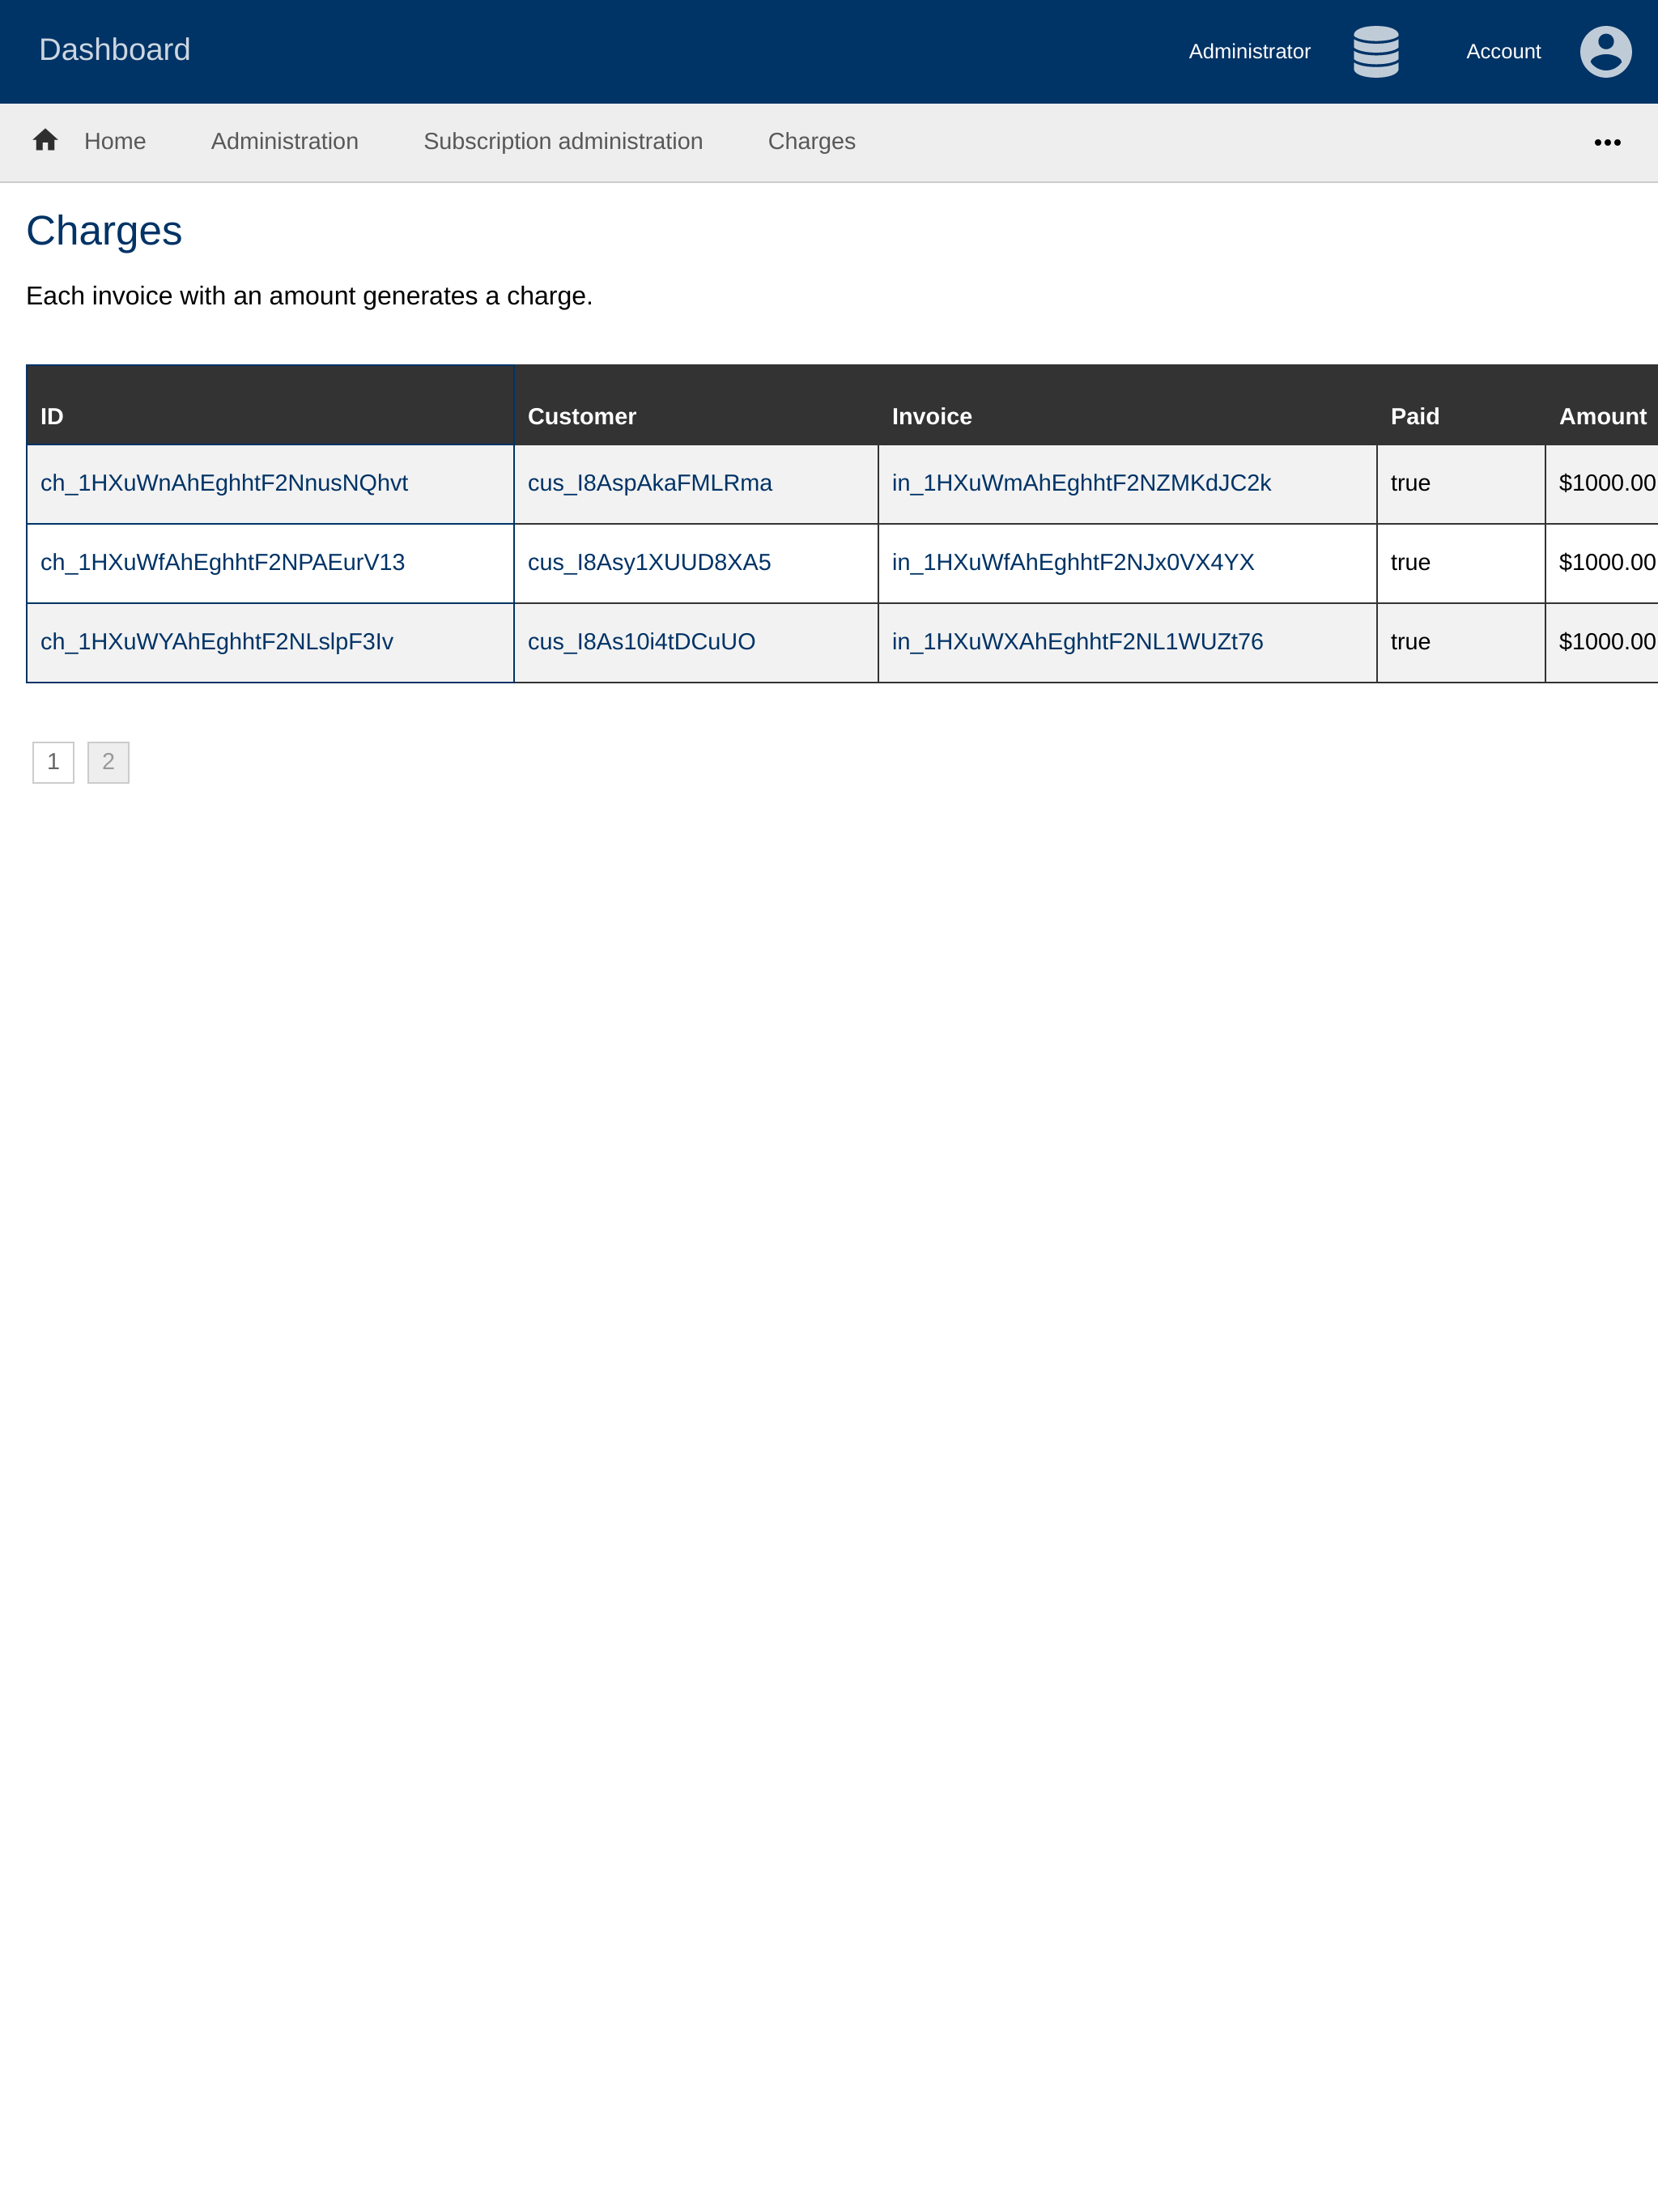 Dashboard Administrator Account
Home Administration Subscription administration Charges
Charges
Each invoice with an amount generates a charge.
ID Customer Invoice Paid Amount
ch_1HXuWnAhEghhtF2NnusNQhvt cus_I8AspAkaFMLRma in_1HXuWmAhEghhtF2NZMKdJC2k true $1000.00
ch_1HXuWfAhEghhtF2NPAEurV13 cus_I8Asy1XUUD8XA5 in_1HXuWfAhEghhtF2NJx0VX4YX true $1000.00
ch_1HXuWYAhEghhtF2NLslpF3Iv cus_I8As10i4tDCuUO in_1HXuWXAhEghhtF2NL1WUZt76 true $1000.00
1 2